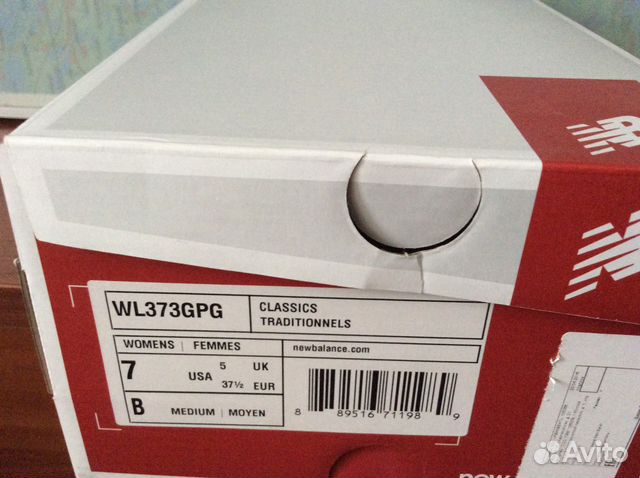 WL373GPG
CLASSICS
TRADITIONNELS
WOMENS | FEMMES
newbalance.com
7 USA
5 UK
37½ EUR
B MEDIUM | MOYEN
8 89516 71198 9
new
Avito